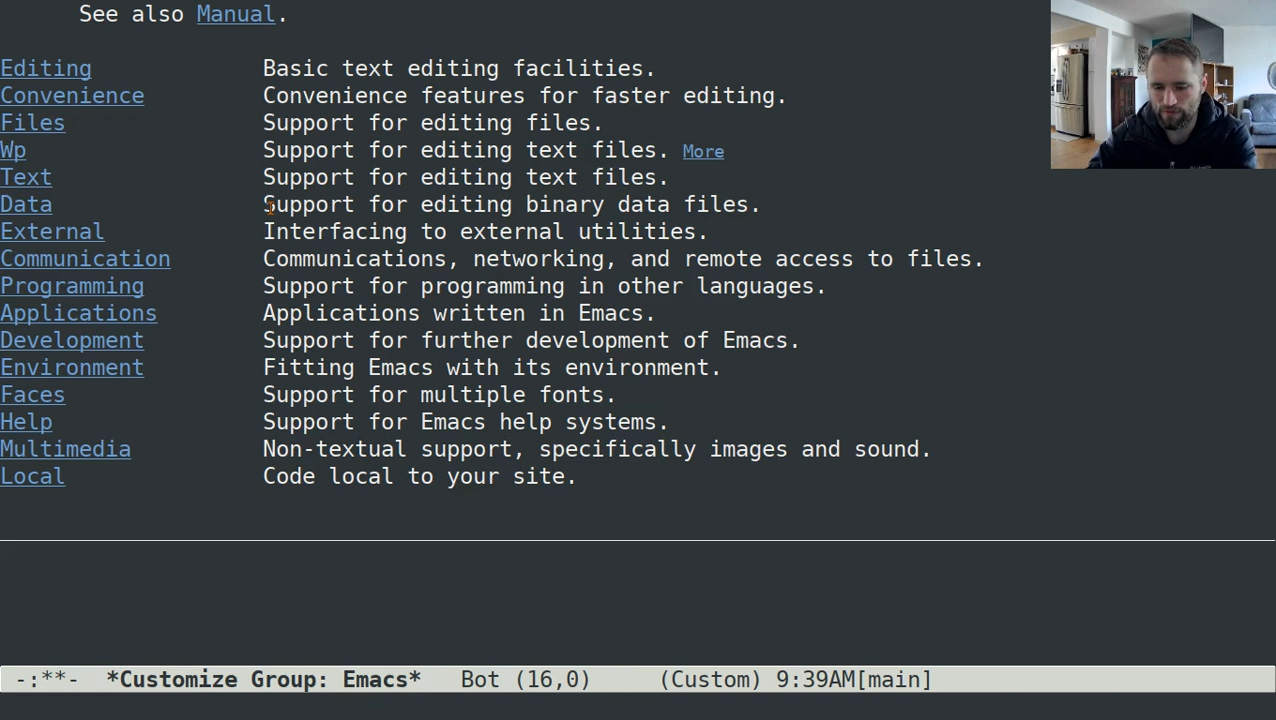 See also Manual.
Editing Basic text editing facilities.
Convenience Convenience features for faster editing.
Files Support for editing files.
Wp Support for editing text files. More
Text Support for editing text files.
Data Support for editing binary data files.
External Interfacing to external utilities.
Communication Communications, networking, and remote access to files.
Programming Support for programming in other languages.
Applications Applications written in Emacs.
Development Support for further development of Emacs.
Environment Fitting Emacs with its environment.
Faces Support for multiple fonts.
Help Support for Emacs help systems.
Multimedia Non-textual support, specifically images and sound.
Local Code local to your site.
-:**- *Customize Group: Emacs* Bot (16,0) (Custom) 9:39AM[main]